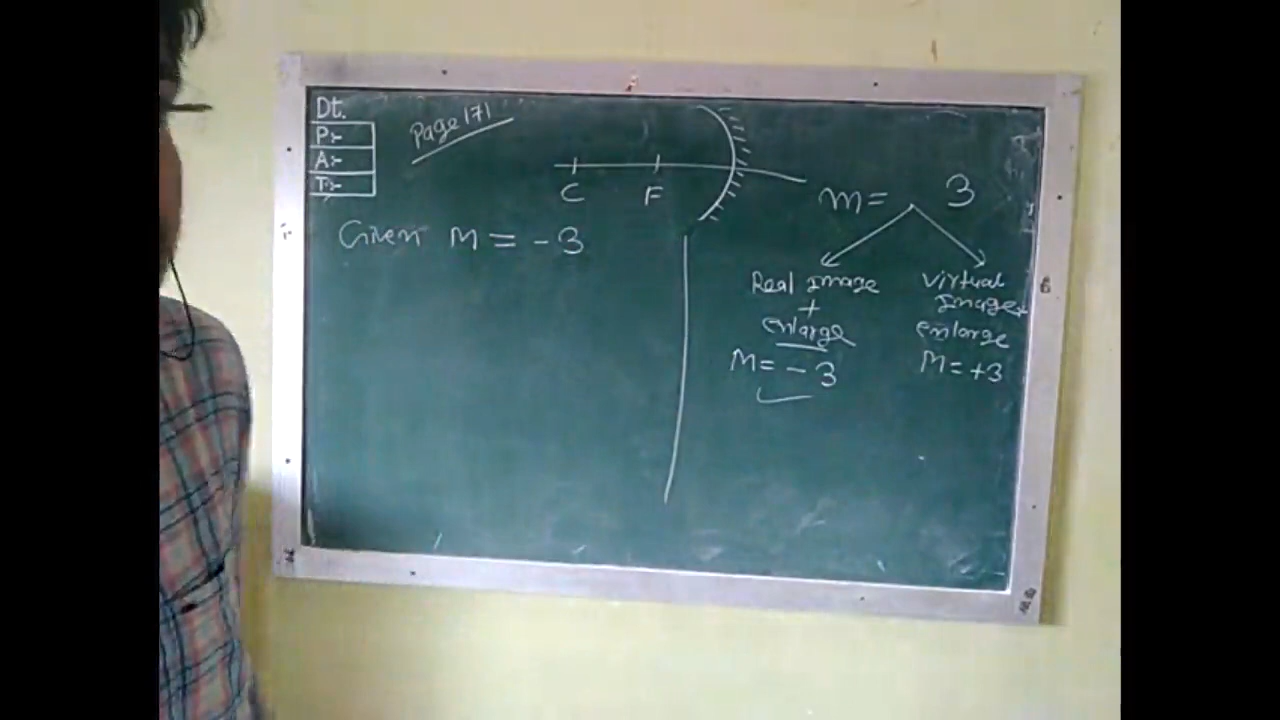 Dt.
P:-
A:-
T:-
Page 171
C F
Given M = -3
m= 3
Real Image
+
enlarge
M= - 3
Virtual
Image+
enlarge
M= +3